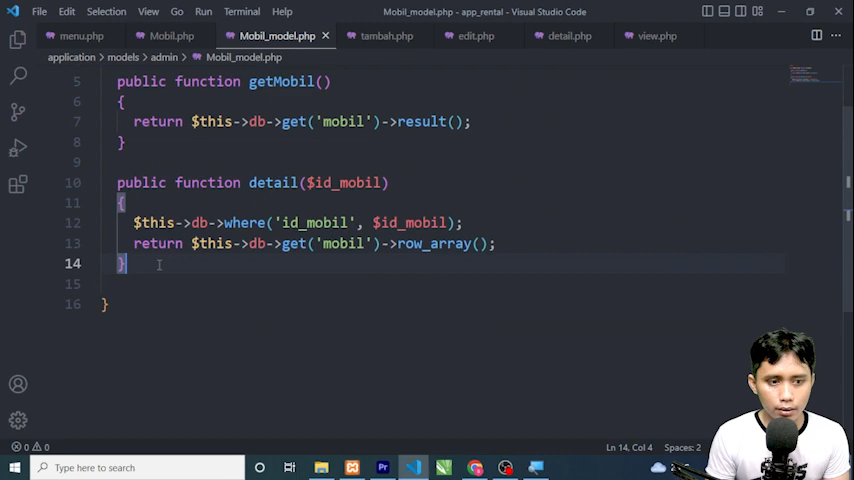 File Edit Selection View Go Run Terminal Help Mobil_model.php - app_rental - Visual Studio Code
menu.php Mobil.php Mobil_model.php tambah.php edit.php detail.php view.php
application > models > admin > Mobil_model.php
5 public function getMobil()
6 {
7 return $this->db->get('mobil')->result();
8 }
9
10 public function detail($id_mobil)
11 {
12 $this->db->where('id_mobil', $id_mobil);
13 return $this->db->get('mobil')->row_array();
14 }
15
16 }
0 0 Ln 14, Col 4 Spaces: 2
Type here to search